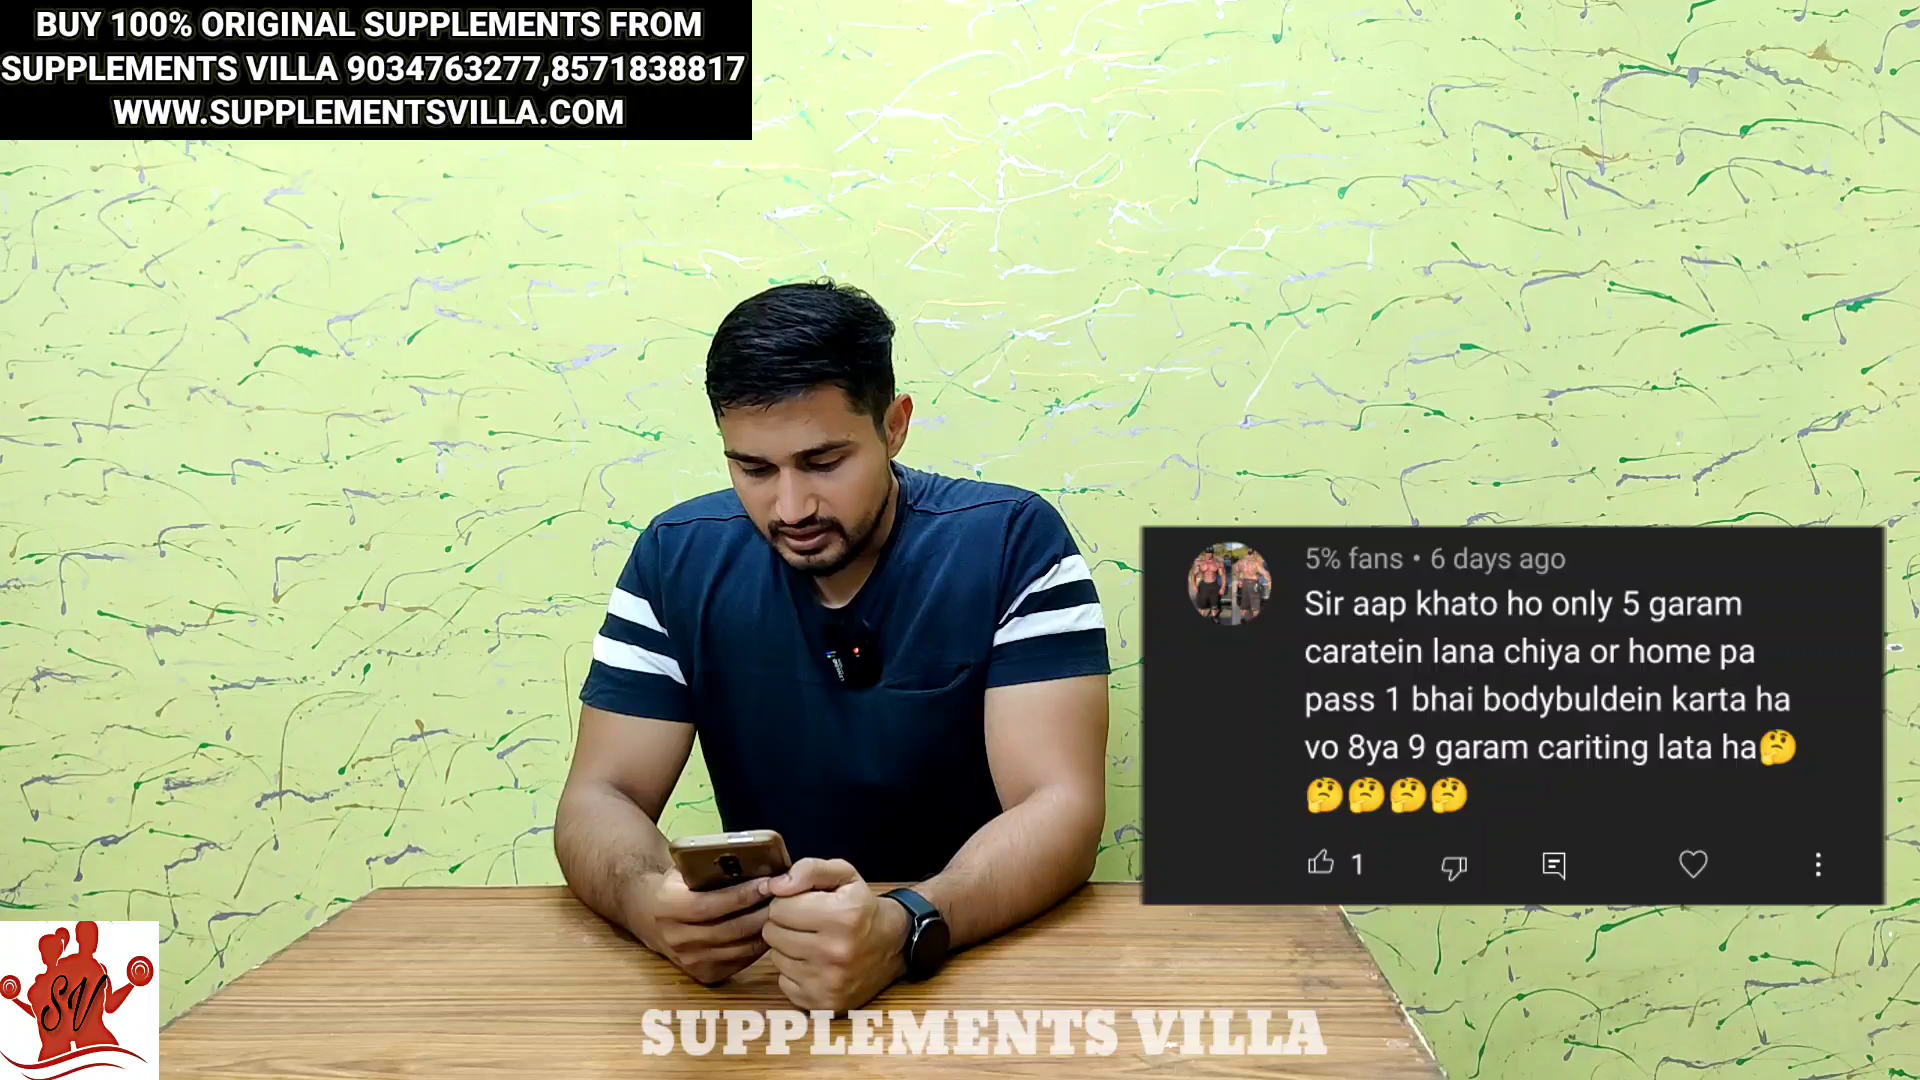 BUY 100% ORIGINAL SUPPLEMENTS FROM
SUPPLEMENTS VILLA 9034763277,8571838817
WWW.SUPPLEMENTSVILLA.COM
5% fans • 6 days ago
Sir aap khato ho only 5 garam
caratein lana chiya or home pa
pass 1 bhai bodybuldein karta ha
vo 8ya 9 garam cariting lata ha🤔
🤔🤔🤔🤔
1
SV
SUPPLEMENTS VILLA